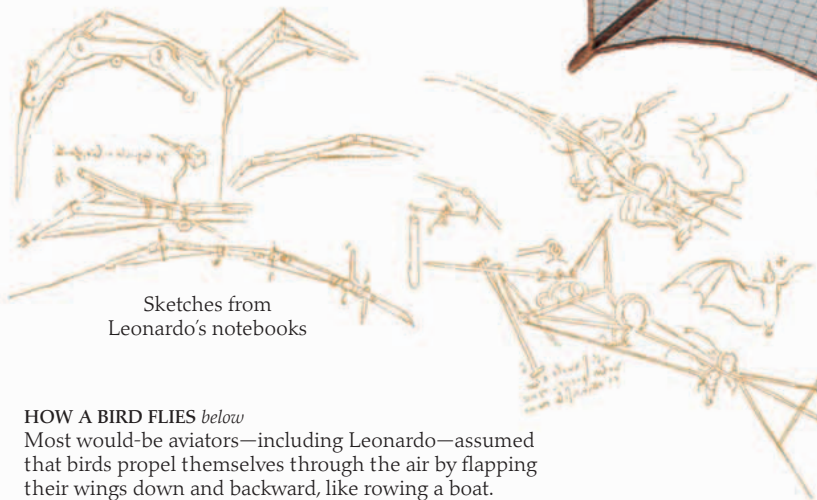 Sketches from
Leonardo’s notebooks
HOW A BIRD FLIES below
Most would-be aviators—including Leonardo—assumed
that birds propel themselves through the air by flapping
their wings down and backward, like rowing a boat.